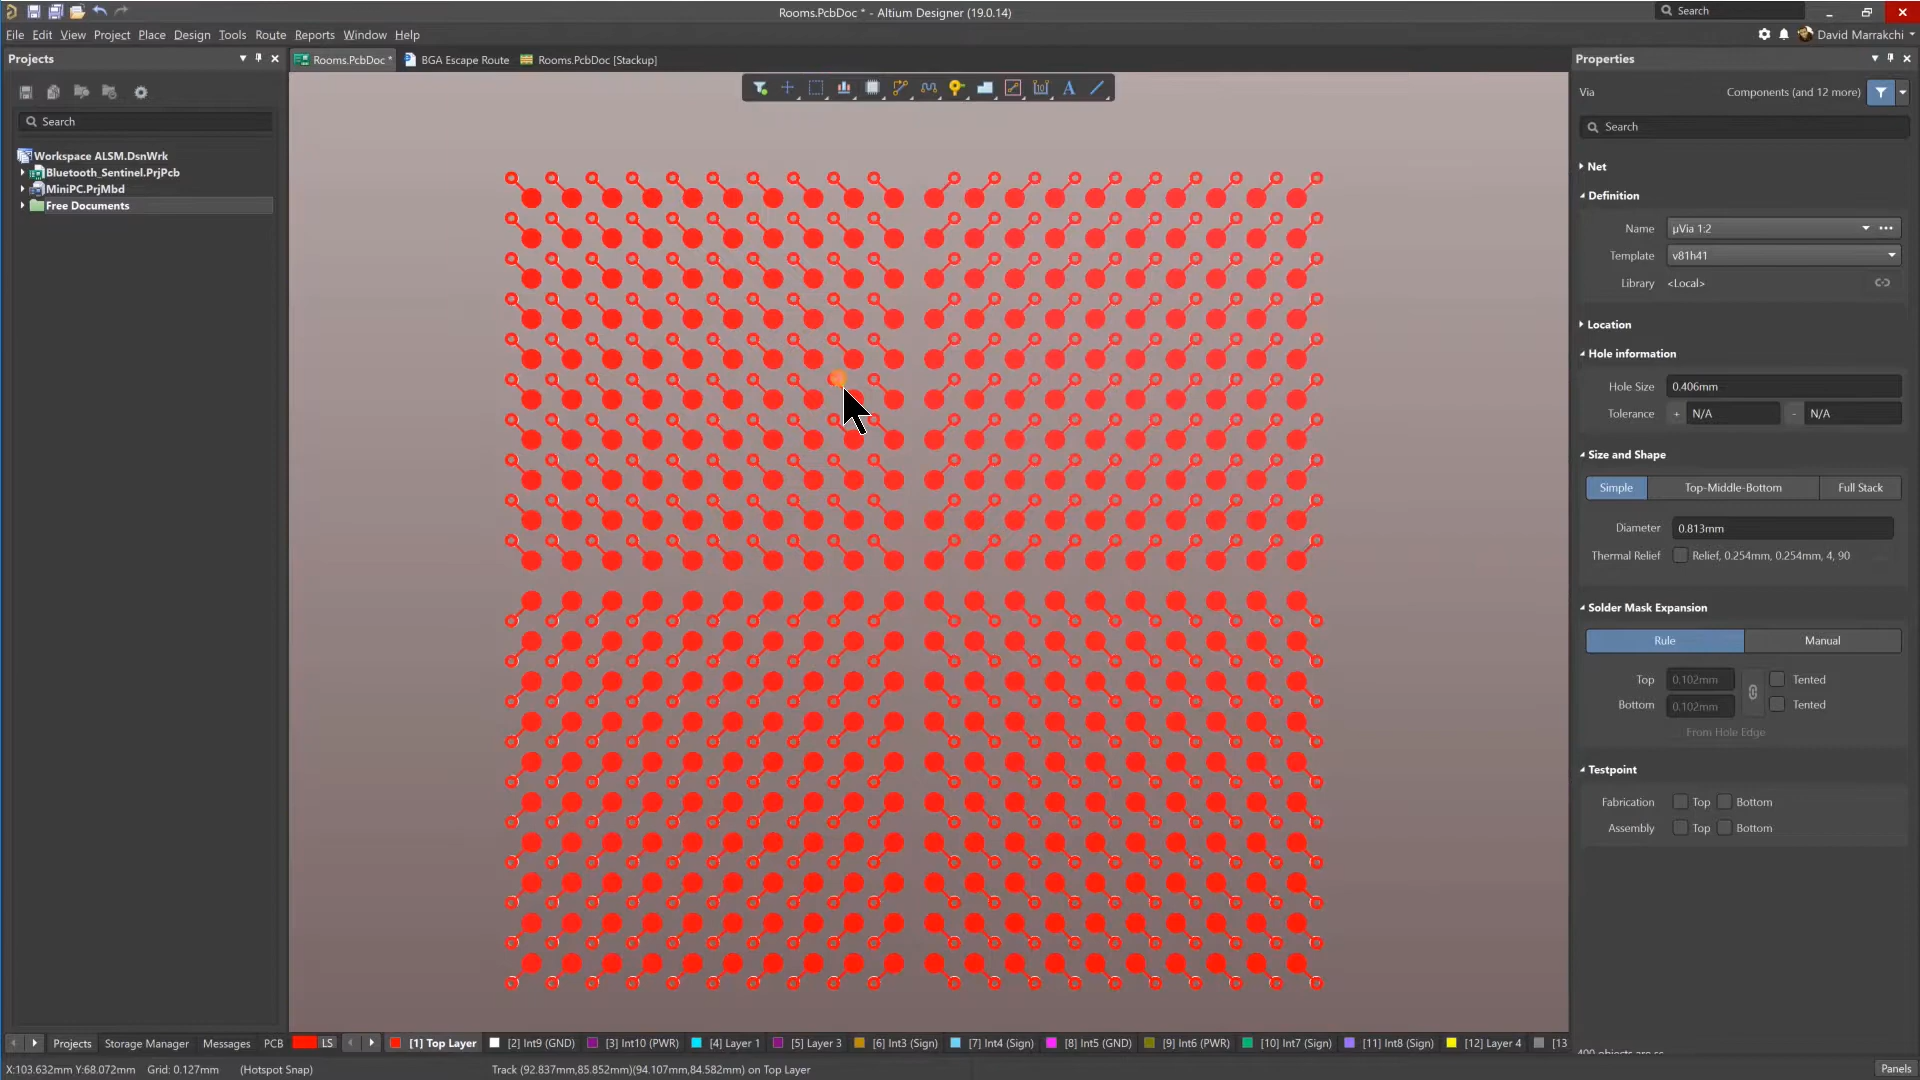 Rooms.PcbDoc * - Altium Designer (19.0.14)
Search
File Edit View Project Place Design Tools Route Reports Window Help
David Marrakchi
Projects
Rooms.PcbDoc *
BGA Escape Route
Rooms.PcbDoc [Stackup]
Search
Workspace ALSM.DsnWrk
Bluetooth_Sentinel.PrjPcb
MiniPC.PrjMbd
Free Documents
Properties
Via
Components (and 12 more)
Search
Net
Definition
Name µVia 1:2
Template v81h41
Library <Local>
Location
Hole information
Hole Size 0.406mm
Tolerance + N/A - N/A
Size and Shape
Simple Top-Middle-Bottom Full Stack
Diameter 0.813mm
Thermal Relief Relief, 0.254mm, 0.254mm, 4, 90
Solder Mask Expansion
Rule Manual
Top 0.102mm Tented
Bottom 0.102mm Tented
From Hole Edge
Testpoint
Fabrication Top Bottom
Assembly Top Bottom
Projects Storage Manager Messages PCB LS [1] Top Layer [2] Int9 (GND) [3] Int10 (PWR) [4] Layer 1 [5] Layer 3 [6] Int3 (Sign) [7] Int4 (Sign) [8] Int5 (GND) [9] Int6 (PWR) [10] Int7 (Sign) [11] Int8 (Sign) [12] Layer 4 [13
X:103.632mm Y:68.072mm Grid: 0.127mm (Hotspot Snap) Track (92.837mm,85.852mm)(94.107mm,84.582mm) on Top Layer Panels